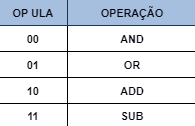 OP ULA OPERAÇÃO
00 AND
01 OR
10 ADD
11 SUB